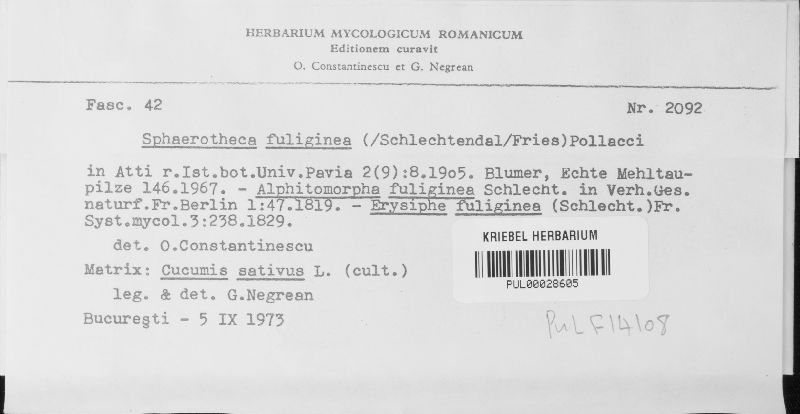 HERBARIUM MYCOLOGICUM ROMANICUM
Editionem curavit
O. Constantinescu et G. Negrean
Fasc. 42 Nr. 2092
Sphaerotheca fuliginea (/Schlechtendal/Fries)Pollacci
in Atti r.Ist.bot.Univ.Pavia 2(9):8.19o5. Blumer, Echte Mehltau-
pilze 146.1967. - Alphitomorpha fuliginea Schlecht. in Verh.Ges.
naturf.Fr.Berlin 1:47.1819. - Erysiphe fuliginea (Schlecht.)Fr.
Syst.mycol.3:238.1829.
det. O.Constantinescu
Matrix: Cucumis sativus L. (cult.)
leg. & det. G.Negrean
Bucureşti - 5 IX 1973
KRIEBEL HERBARIUM
PUL00028605
PUL F14108